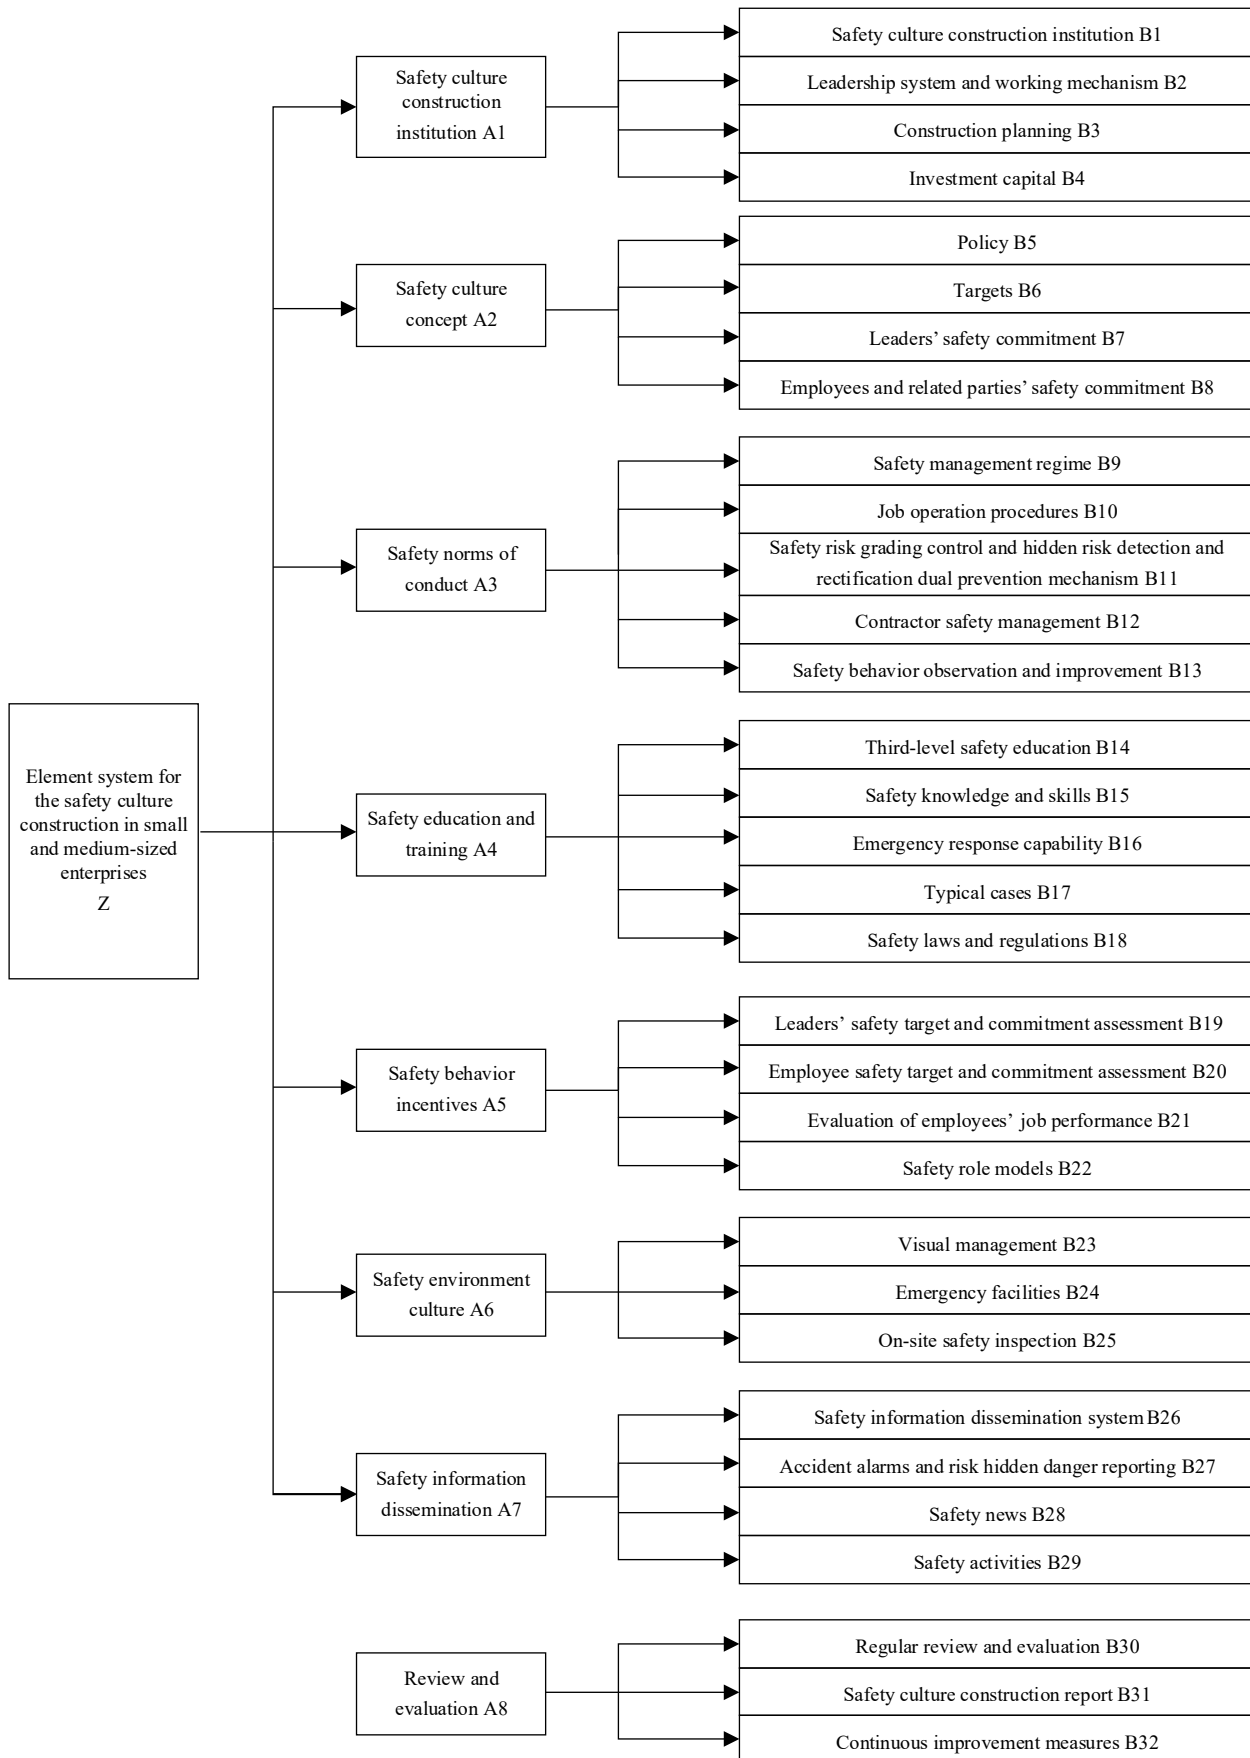 Element system for
the safety culture
construction in small
and medium-sized
enterprises
Z
Safety culture
construction
institution A1
Safety culture construction institution B1
Leadership system and working mechanism B2
Construction planning B3
Investment capital B4
Safety culture
concept A2
Policy B5
Targets B6
Leaders’ safety commitment B7
Employees and related parties’ safety commitment B8
Safety norms of
conduct A3
Safety management regime B9
Job operation procedures B10
Safety risk grading control and hidden risk detection and
rectification dual prevention mechanism B11
Contractor safety management B12
Safety behavior observation and improvement B13
Safety education and
training A4
Third-level safety education B14
Safety knowledge and skills B15
Emergency response capability B16
Typical cases B17
Safety laws and regulations B18
Safety behavior
incentives A5
Leaders’ safety target and commitment assessment B19
Employee safety target and commitment assessment B20
Evaluation of employees’ job performance B21
Safety role models B22
Safety environment
culture A6
Visual management B23
Emergency facilities B24
On-site safety inspection B25
Safety information
dissemination A7
Safety information dissemination system B26
Accident alarms and risk hidden danger reporting B27
Safety news B28
Safety activities B29
Review and
evaluation A8
Regular review and evaluation B30
Safety culture construction report B31
Continuous improvement measures B32